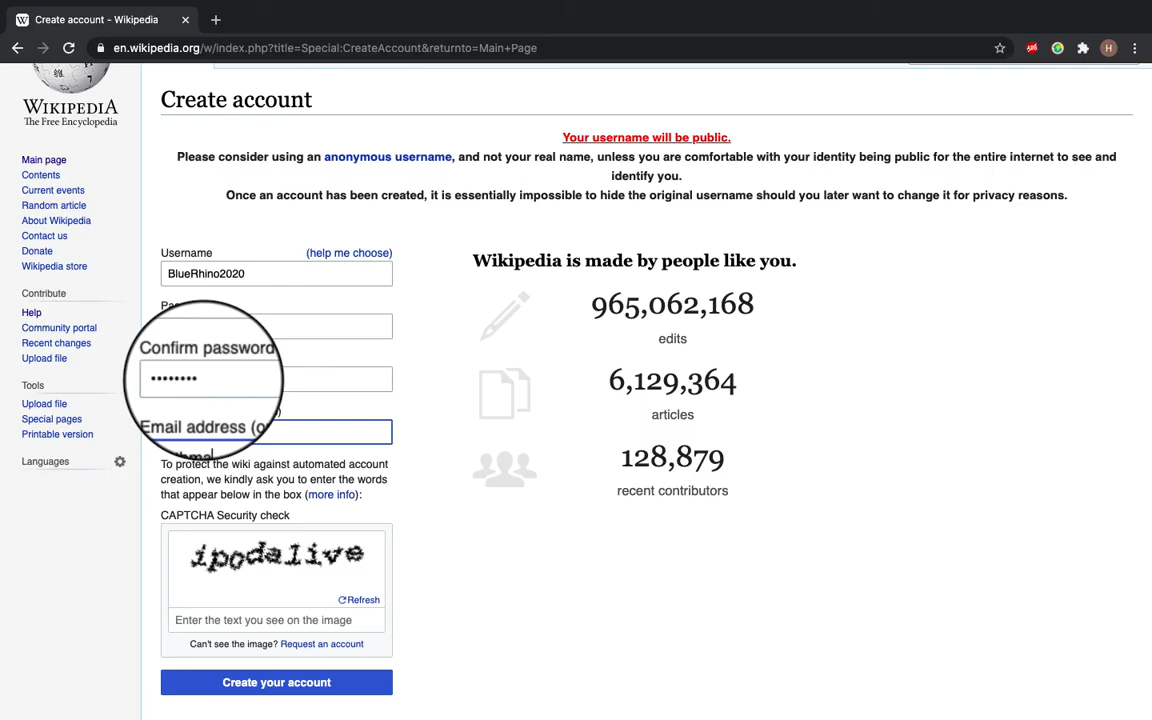 Create account - Wikipedia
en.wikipedia.org/w/index.php?title=Special:CreateAccount&returnto=Main+Page
H
WIKIPEDIA
The Free Encyclopedia
Main page
Contents
Current events
Random article
About Wikipedia
Contact us
Donate
Wikipedia store
Contribute
Help
Community portal
Recent changes
Upload file
Tools
Upload file
Special pages
Printable version
Languages
Create account
Your username will be public.
Please consider using an anonymous username, and not your real name, unless you are comfortable with your identity being public for the entire internet to see and
identify you.
Once an account has been created, it is essentially impossible to hide the original username should you later want to change it for privacy reasons.
Username
(help me choose)
BlueRhino2020
Confirm password
••••••••
Email address
To protect the wiki against automated account
creation, we kindly ask you to enter the words
that appear below in the box (more info):
CAPTCHA Security check
ipodalive
Refresh
Enter the text you see on the image
Can't see the image? Request an account
Create your account
Wikipedia is made by people like you.
965,062,168
edits
6,129,364
articles
128,879
recent contributors